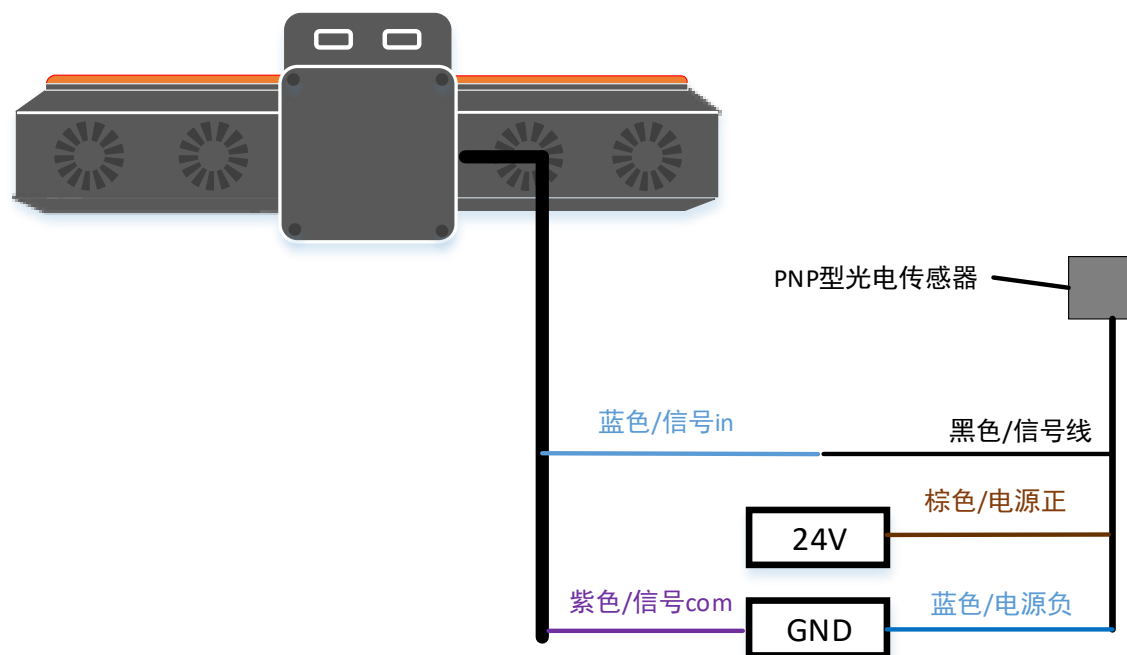 PNP型光电传感器
蓝色/信号in
黑色/信号线
棕色/电源正
24V
紫色/信号com
GND
蓝色/电源负